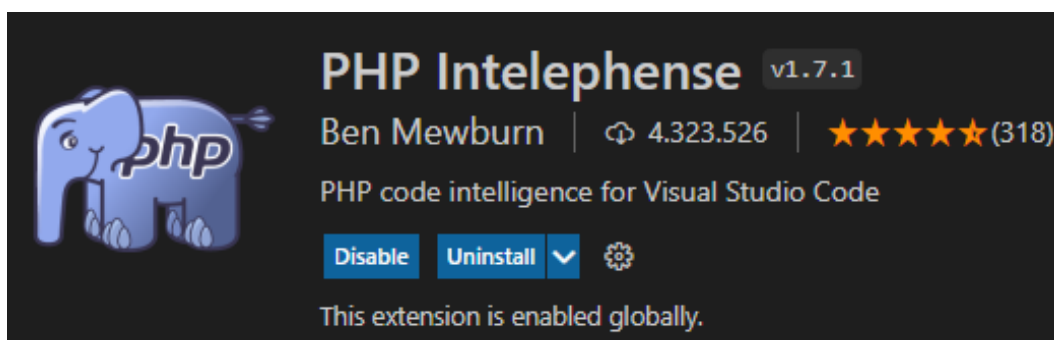 php
PHP Intelephense v1.7.1
Ben Mewburn 4.323.526 (318)
PHP code intelligence for Visual Studio Code
Disable Uninstall
This extension is enabled globally.